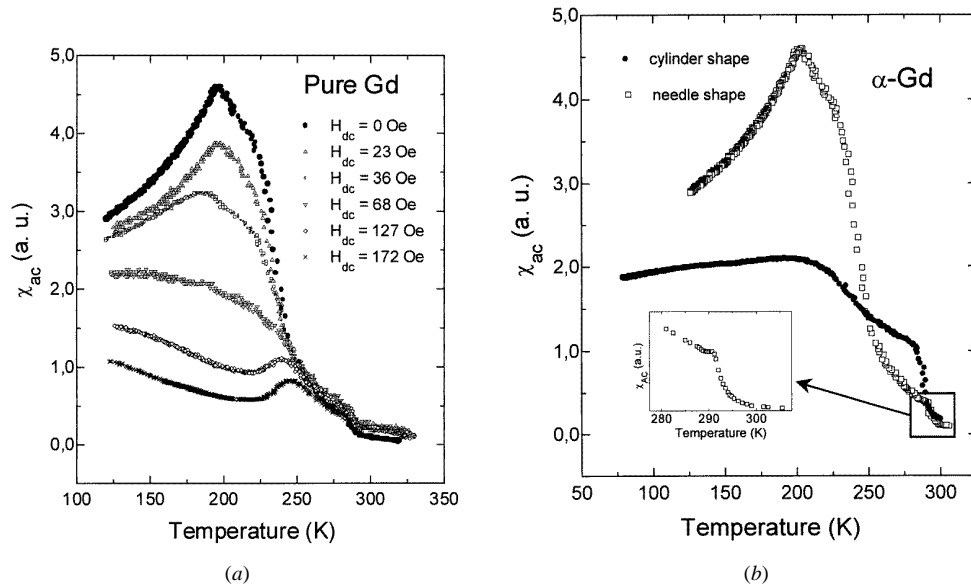 5,0
4,0
3,0
2,0
1,0
0,0
χac (a. u.)
Pure Gd
Hdc = 0 Oe
Hdc = 23 Oe
Hdc = 36 Oe
Hdc = 68 Oe
Hdc = 127 Oe
Hdc = 172 Oe
100 150 200 250 300 350
Temperature (K)
(a)
5,0
4,0
3,0
2,0
1,0
0,0
χac (a. u.)
cylinder shape
needle shape
α-Gd
χAC (a.u.)
280 290 300
Temperature (K)
50 100 150 200 250 300
Temperature (K)
(b)